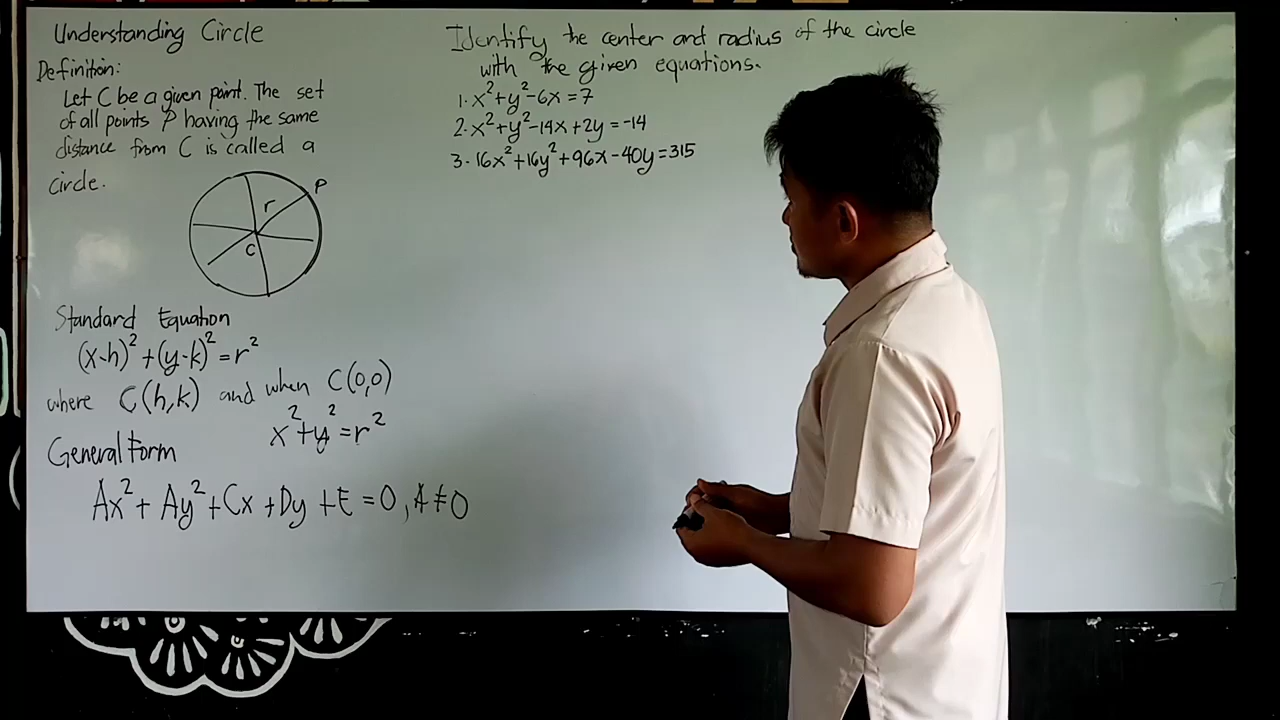 Understanding Circle
Definition:
Let C be a given point. The set
of all points P having the same
distance from C is called a
circle.
P
r
C
Standard Equation
(x-h)²+(y-k)²=r²
where C(h,k) and when C(0,0)
x²+y²=r²
General Form
Ax²+Ay²+Cx+Dy+E=0, A≠0
Identify the center and radius of the circle
with the given equations.
1. x²+y²-6x=7
2. x²+y²-14x+2y=-14
3. 16x²+16y²+96x-40y=315